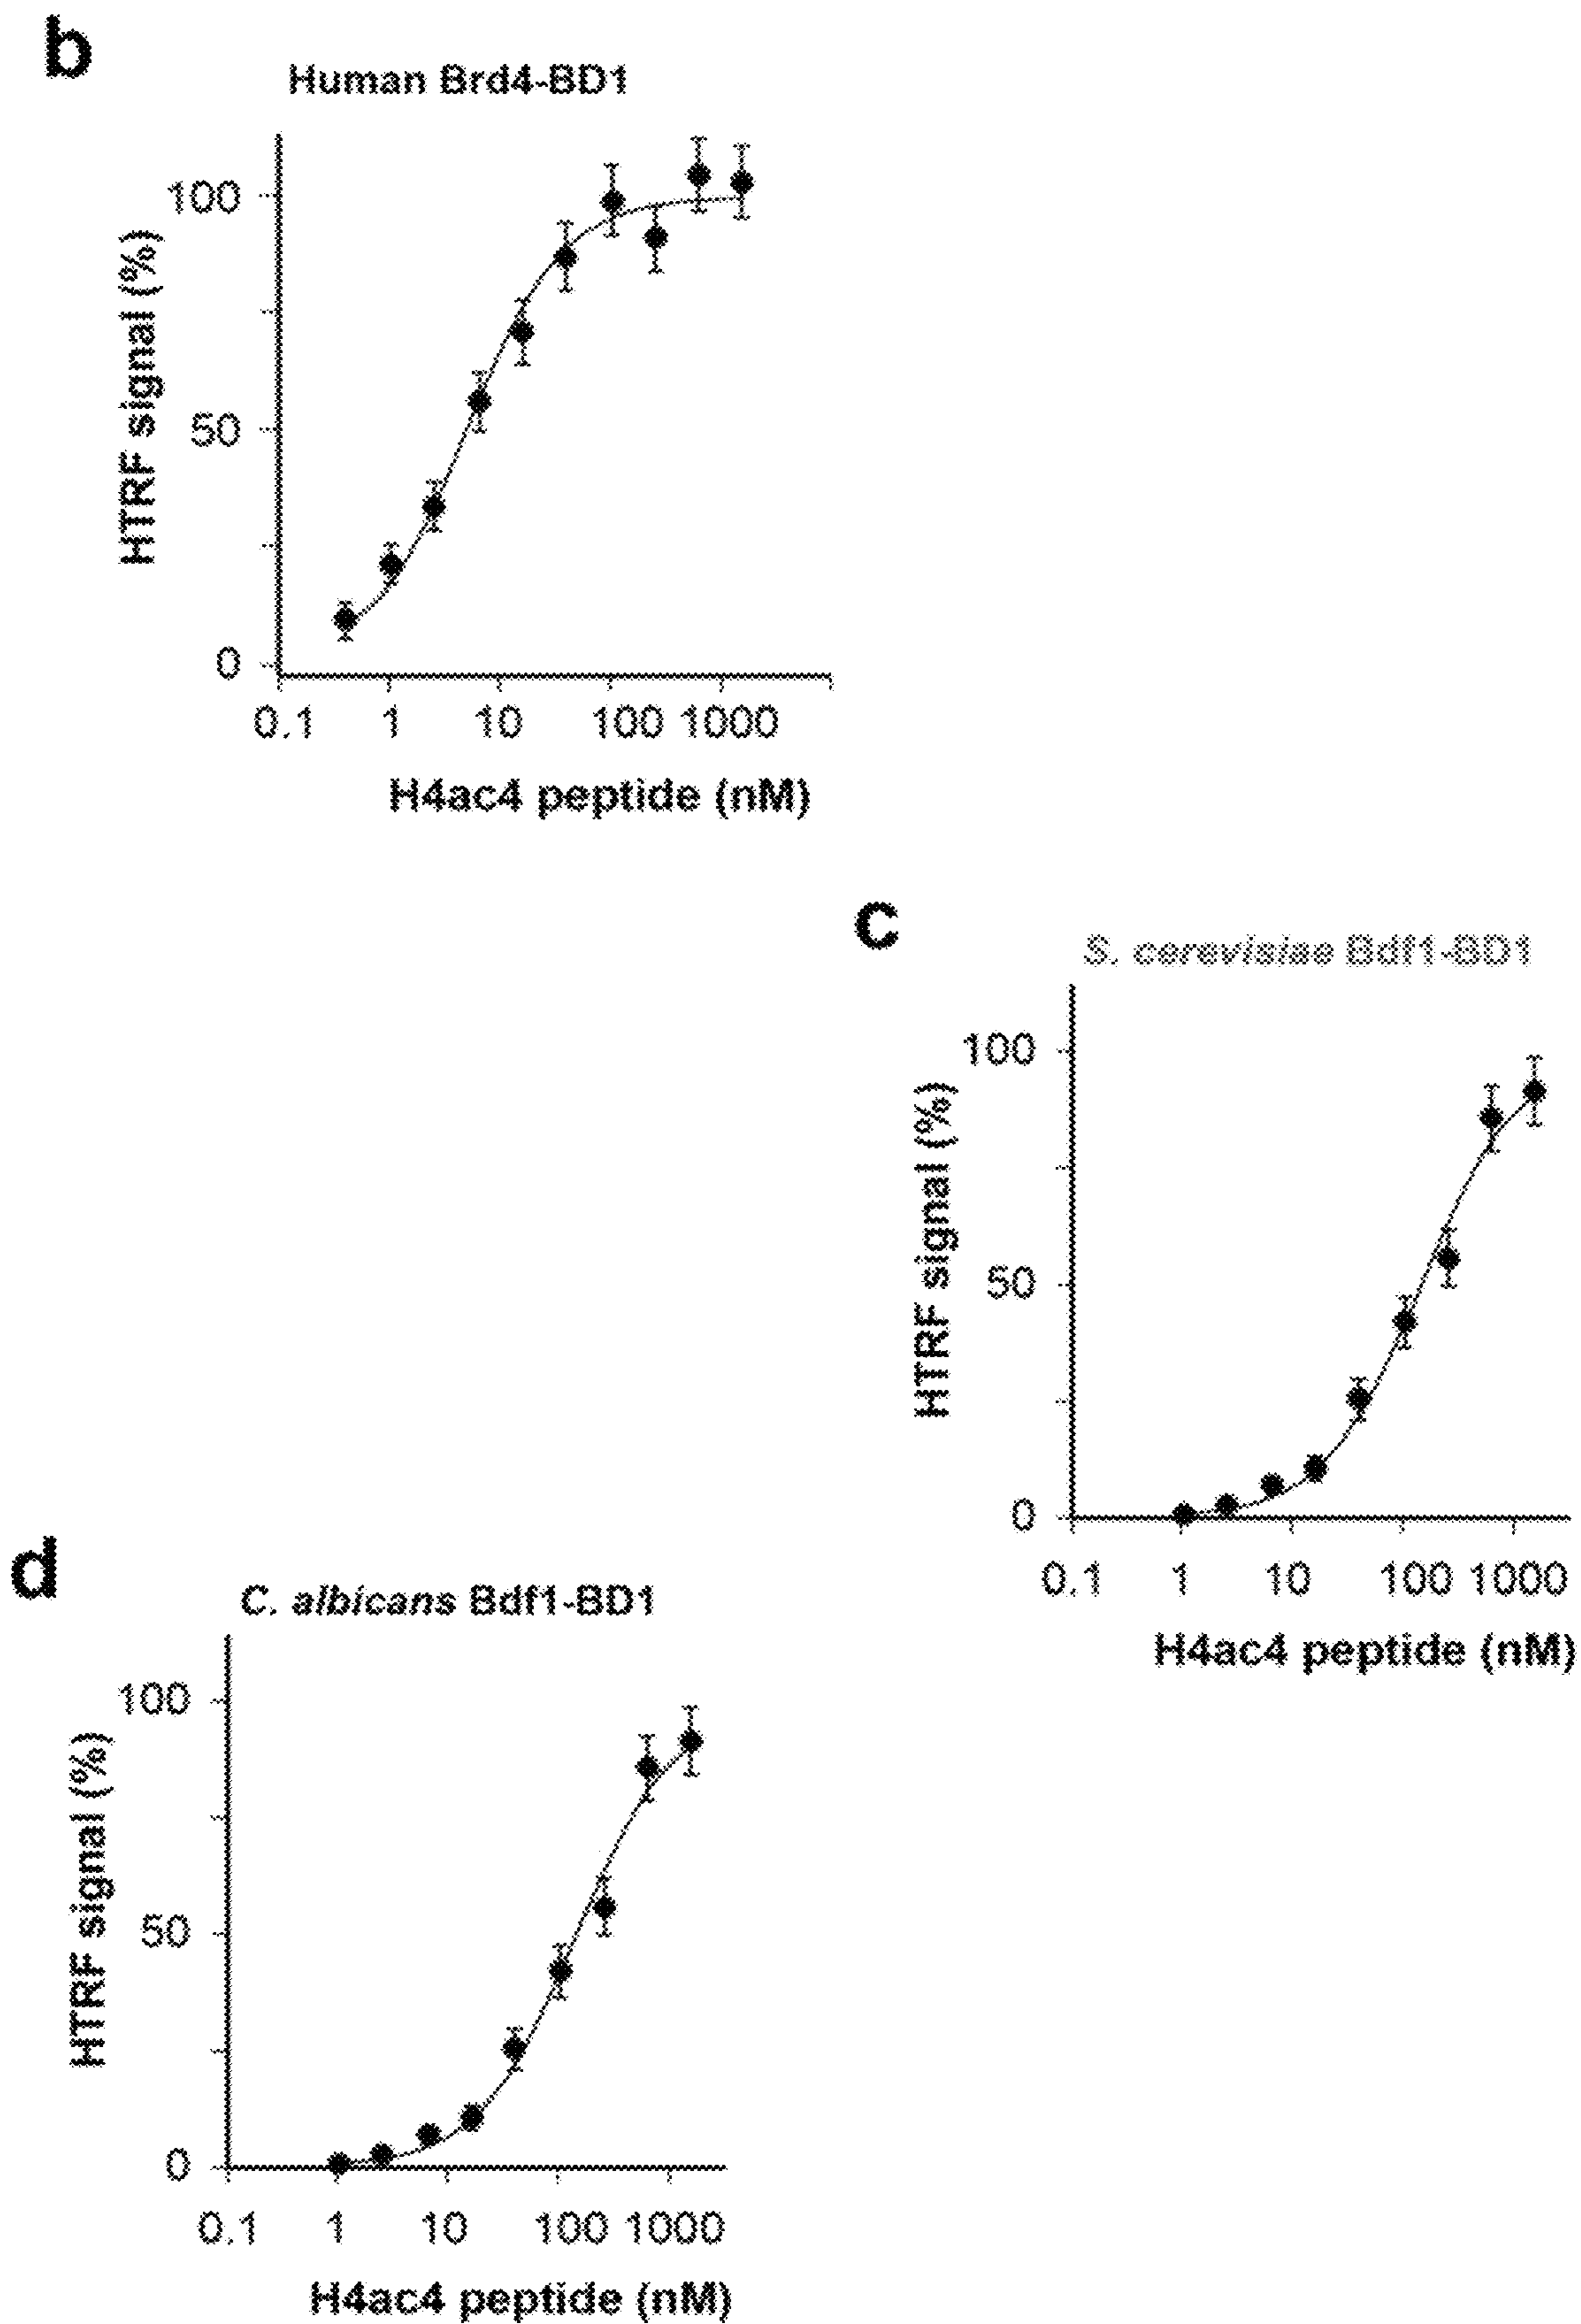 b
Human Brd4-BD1
100
50
0
HTRF signal (%)
0.1 1 10 100 1000
H4ac4 peptide (nM)
c
S. cerevisiae Bdf1-BD1
100
50
0
HTRF signal (%)
0.1 1 10 100 1000
H4ac4 peptide (nM)
d
C. albicans Bdf1-BD1
100
50
0
HTRF signal (%)
0.1 1 10 100 1000
H4ac4 peptide (nM)